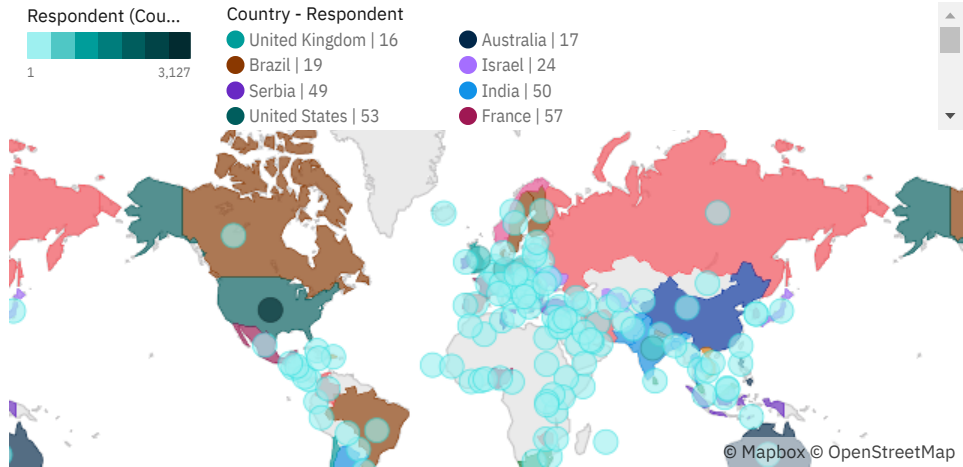 Respondent (Cou...
1 3,127
Country - Respondent
United Kingdom | 16
Australia | 17
Brazil | 19
Israel | 24
Serbia | 49
India | 50
United States | 53
France | 57
© Mapbox © OpenStreetMap